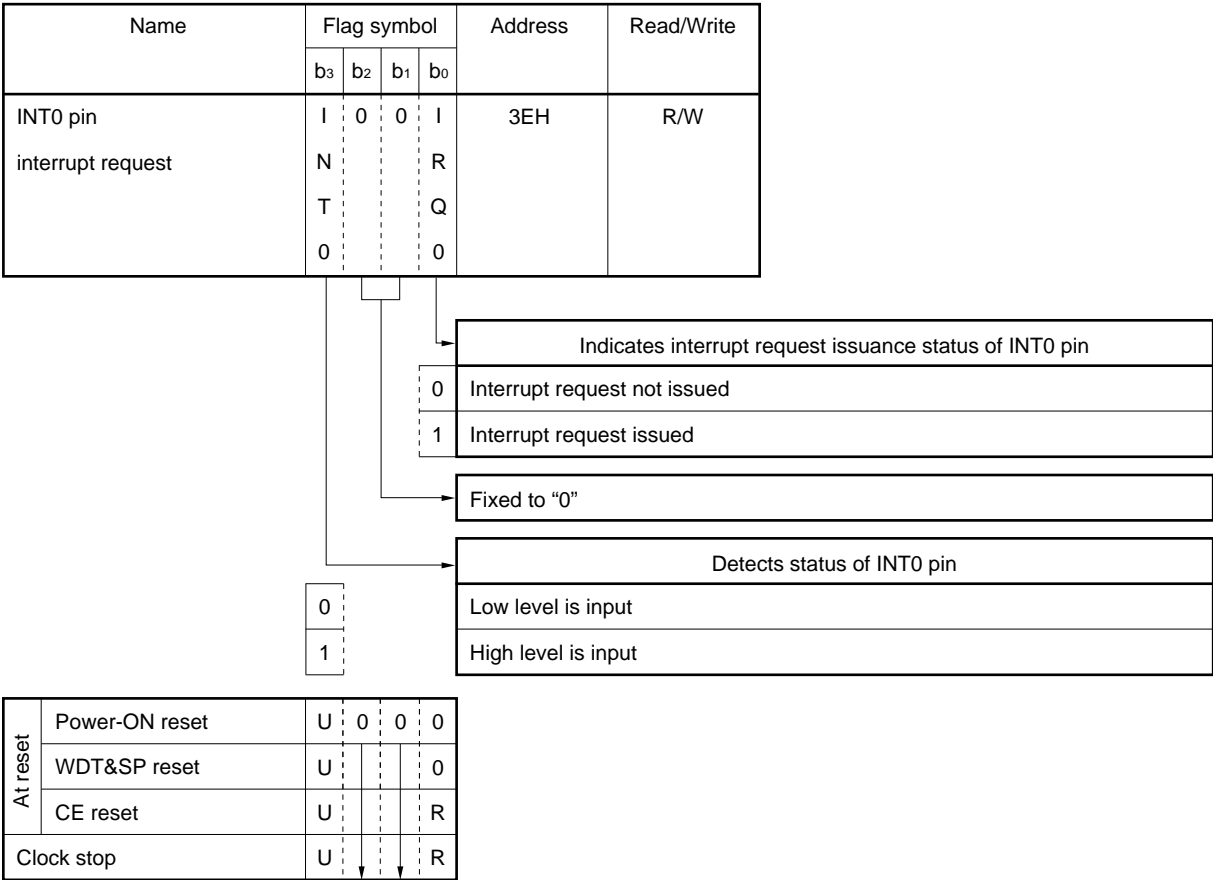 Name Flag symbol Address Read/Write
b3 b2 b1 b0
INT0 pin I 0 0 I 3EH R/W
interrupt request N R
T Q
0 0
Indicates interrupt request issuance status of INT0 pin
0 Interrupt request not issued
1 Interrupt request issued
Fixed to “0”
Detects status of INT0 pin
0 Low level is input
1 High level is input
At reset
Power-ON reset U 0 0 0
WDT&SP reset U 0
CE reset U R
Clock stop U R